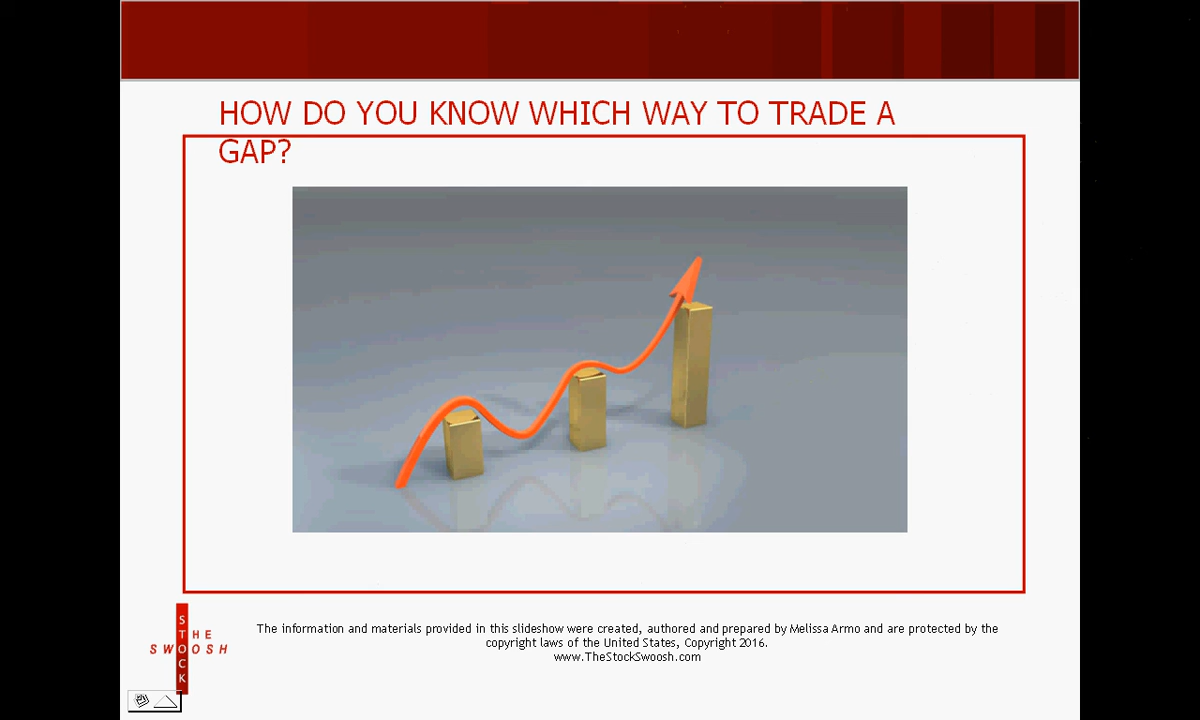 HOW DO YOU KNOW WHICH WAY TO TRADE A
GAP?
STOCK
THE
SWOOSH
The information and materials provided in this slideshow were created, authored and prepared by Melissa Armo and are protected by the
copyright laws of the United States, Copyright 2016.
www.TheStockSwoosh.com